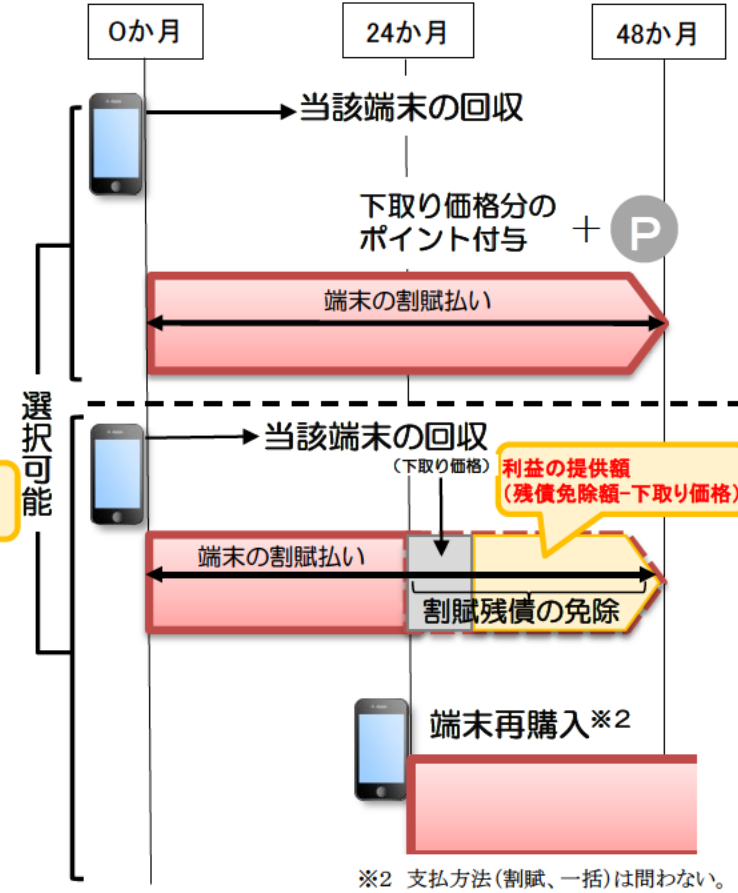 0か月
24か月
48か月
当該端末の回収
下取り価格分の
ポイント付与
+
P
端末の割賦払い
選択可能
当該端末の回収
(下取り価格)
利益の提供額
(残債免除額-下取り価格)
端末の割賦払い
割賦残債の免除
端末再購入※2
※2 支払方法(割賦、一括)は問わない。